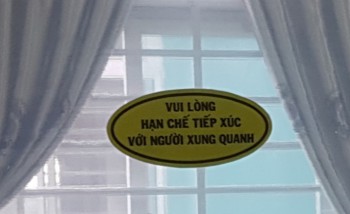 VUI LÒNG
HẠN CHẾ TIẾP XÚC
VỚI NGƯỜI XUNG QUANH